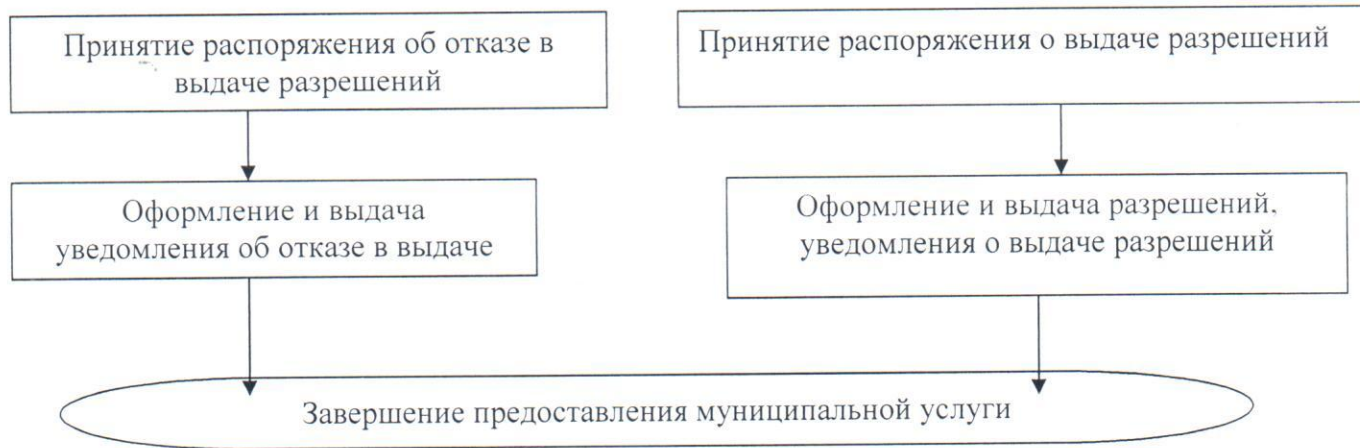 Принятие распоряжения об отказе в
выдаче разрешений
Принятие распоряжения о выдаче разрешений
Оформление и выдача
уведомления об отказе в выдаче
Оформление и выдача разрешений,
уведомления о выдаче разрешений
Завершение предоставления муниципальной услуги